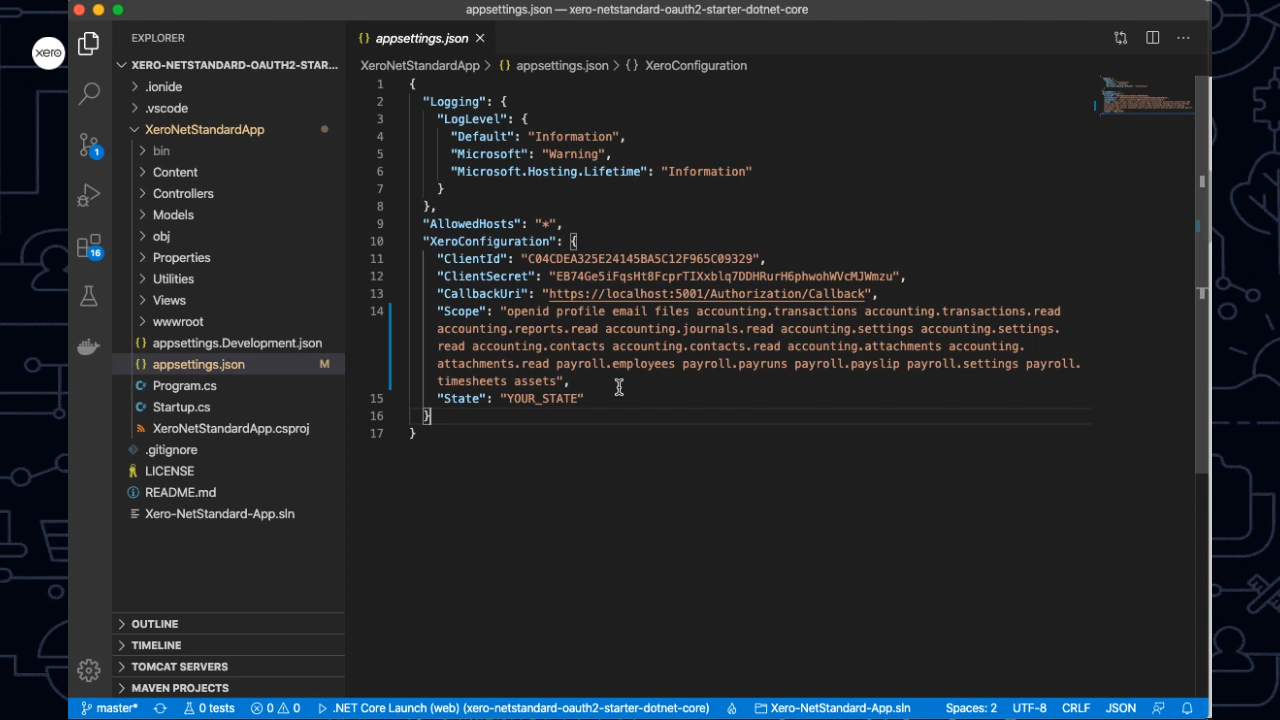 appsettings.json — xero-netstandard-oauth2-starter-dotnet-core
xero
EXPLORER
XERO-NETSTANDARD-OAUTH2-STAR...
.ionide
.vscode
XeroNetStandardApp
bin
Content
Controllers
Models
obj
Properties
Utilities
Views
wwwroot
appsettings.Development.json
appsettings.json M
Program.cs
Startup.cs
XeroNetStandardApp.csproj
.gitignore
LICENSE
README.md
Xero-NetStandard-App.sln
OUTLINE
TIMELINE
TOMCAT SERVERS
MAVEN PROJECTS
1
16
{} appsettings.json
XeroNetStandardApp > {} appsettings.json > {} XeroConfiguration
1 {
2 "Logging": {
3 "LogLevel": {
4 "Default": "Information",
5 "Microsoft": "Warning",
6 "Microsoft.Hosting.Lifetime": "Information"
7 }
8 },
9 "AllowedHosts": "*",
10 "XeroConfiguration": {
11 "ClientId": "C04CDEA325E24145BA5C12F965C09329",
12 "ClientSecret": "EB74Ge5iFqsHt8FcprTIXxblq7DDHRurH6phwohWVcMJWmzu",
13 "CallbackUri": "https://localhost:5001/Authorization/Callback",
14 "Scope": "openid profile email files accounting.transactions accounting.transactions.read
accounting.reports.read accounting.journals.read accounting.settings accounting.settings.
read accounting.contacts accounting.contacts.read accounting.attachments accounting.
attachments.read payroll.employees payroll.payruns payroll.payslip payroll.settings payroll.
timesheets assets",
15 "State": "YOUR_STATE"
16 }
17 }
master* 0 tests 0 0 .NET Core Launch (web) (xero-netstandard-oauth2-starter-dotnet-core) Xero-NetStandard-App.sln Spaces: 2 UTF-8 CRLF JSON